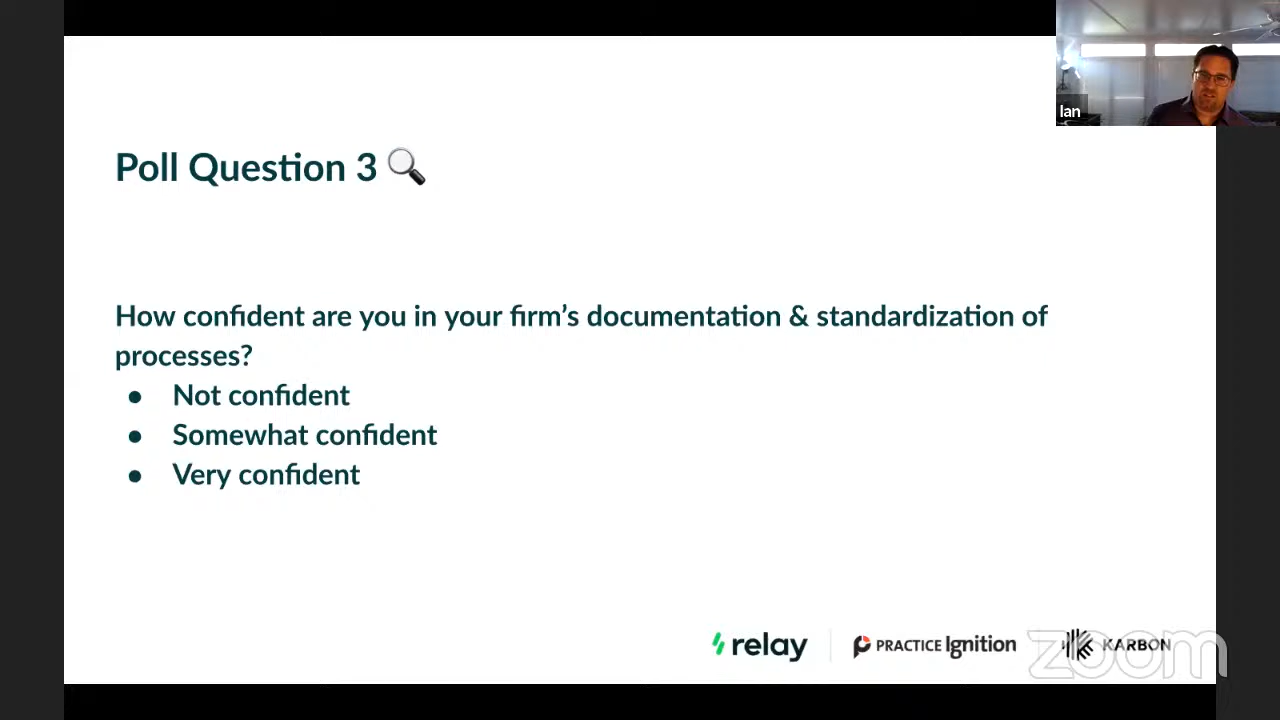 Ian
Poll Question 3
How confident are you in your firm’s documentation & standardization of
processes?
● Not confident
● Somewhat confident
● Very confident
relay
PRACTICE Ignition
KARBON
zoom